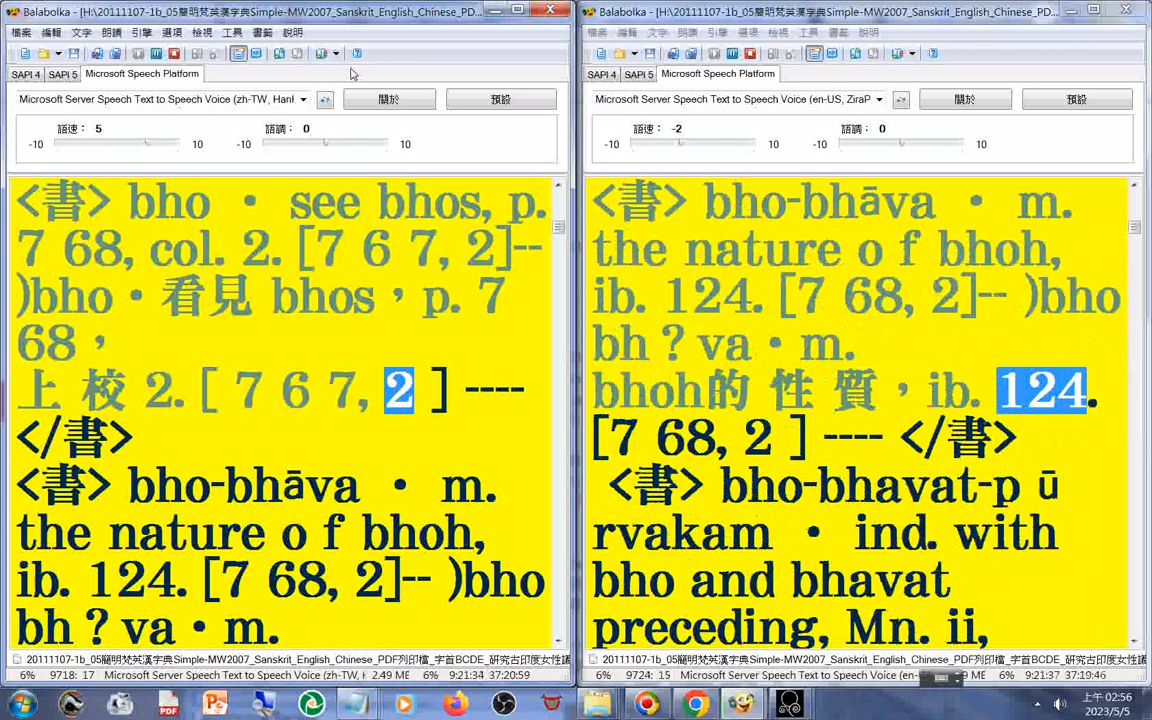 Balabolka - [H:\20111107-1b_05簡明梵英漢字典Simple-MW2007_Sanskrit_English_Chinese_PD...
檔案 編輯 文字 朗讀 引擎 選項 檢視 工具 書籤 說明
SAPI 4 SAPI 5 Microsoft Speech Platform
Microsoft Server Speech Text to Speech Voice (zh-TW, Hanl
關於 預設
語速： 5 語調： 0
-10 10 -10 10
<書> bho • see bhos, p.
7 68, col. 2. [7 6 7, 2]--
)bho•看見 bhos，p. 7
68，
上 校 2. [ 7 6 7, 2 ] ----
</書>
<書> bho-bhāva • m.
the nature o f bhoh,
ib. 124. [7 68, 2]-- )bho
bh ? va•m.
20111107-1b_05簡明梵英漢字典Simple-MW2007_Sanskrit_English_Chinese_PDF列印檔_字首BCDE_研究古印度女性議
6% 9718: 17 Microsoft Server Speech Text to Speech Voice (zh-TW, H 2.49 ME 6% 9:21:34 37:20:59
Balabolka - [H:\20111107-1b_05簡明梵英漢字典Simple-MW2007_Sanskrit_English_Chinese_PD...
檔案 編輯 文字 朗讀 引擎 選項 檢視 工具 書籤 說明
SAPI 4 SAPI 5 Microsoft Speech Platform
Microsoft Server Speech Text to Speech Voice (en-US, ZiraP
關於 預設
語速： -2 語調： 0
-10 10 -10 10
<書> bho-bhāva • m.
the nature o f bhoh,
ib. 124. [7 68, 2]-- )bho
bh ? va•m.
bhoh的 性 質，ib. 124.
[7 68, 2 ] ---- </書>
<書> bho-bhavat-p ū
rvakam • ind. with
bho and bhavat
preceding, Mn. ii,
20111107-1b_05簡明梵英漢字典Simple-MW2007_Sanskrit_English_Chinese_PDF列印檔_字首BCDE_研究古印度女性議
6% 9724: 15 Microsoft Server Speech Text to Speech Voice (en- 9 ME 6% 9:21:37 37:19:46
上午 02:56
2023/5/5